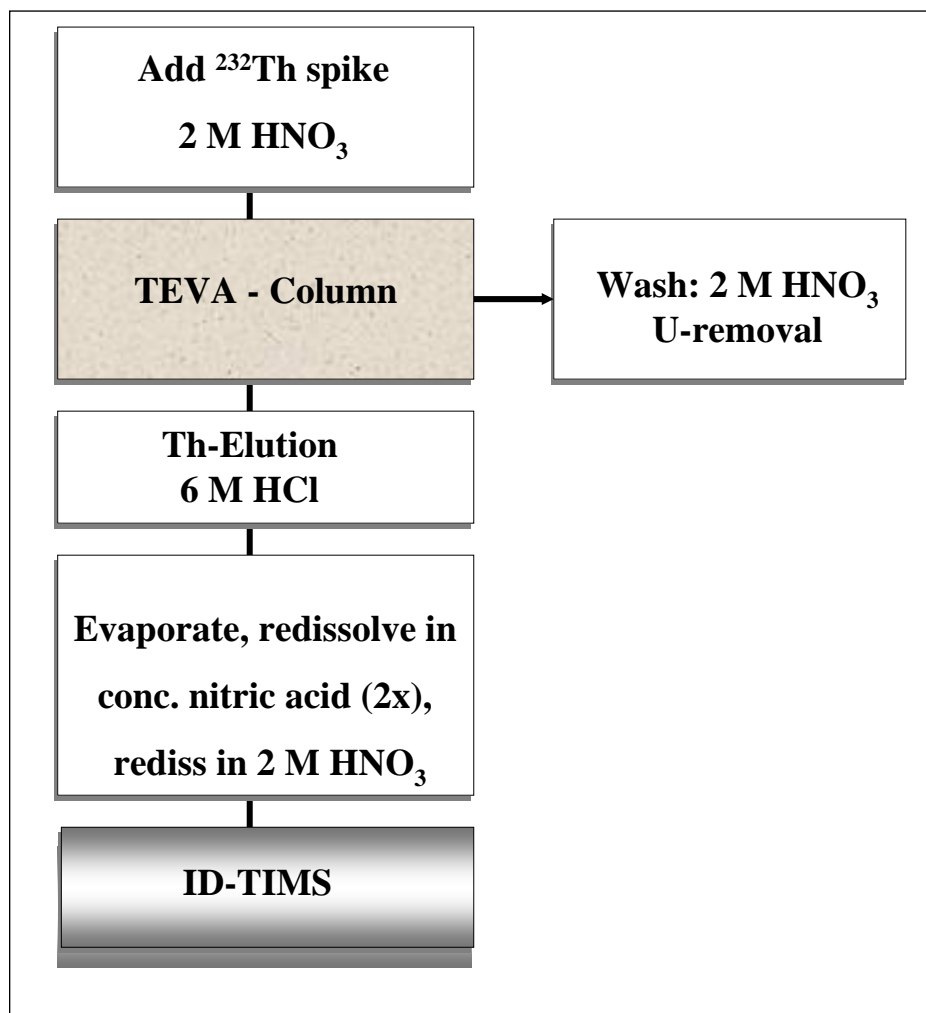 Add ²³²Th spike
2 M HNO₃
TEVA - Column
Wash: 2 M HNO₃
U-removal
Th-Elution
6 M HCl
Evaporate, redissolve in
conc. nitric acid (2x),
rediss in 2 M HNO₃
ID-TIMS